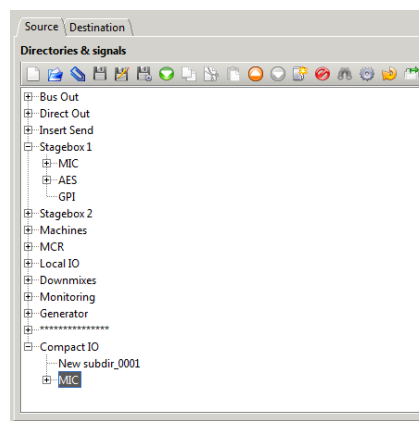 Source
Destination
Directories & signals
Bus Out
Direct Out
Insert Send
Stagebox 1
MIC
AES
GPI
Stagebox 2
Machines
MCR
Local IO
Downmixes
Monitoring
Generator
***************
Compact IO
New subdir_0001
MIC